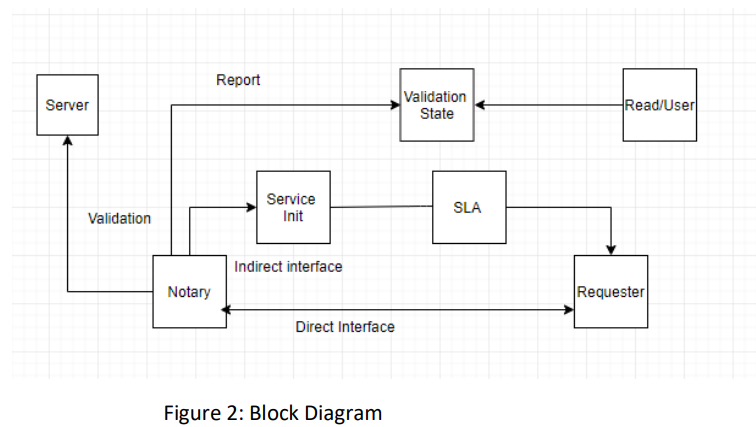 Report
Server
Validation
State
Read/User
Service
Init
SLA
Validation
Indirect interface
Notary
Requester
Direct Interface
Figure 2: Block Diagram